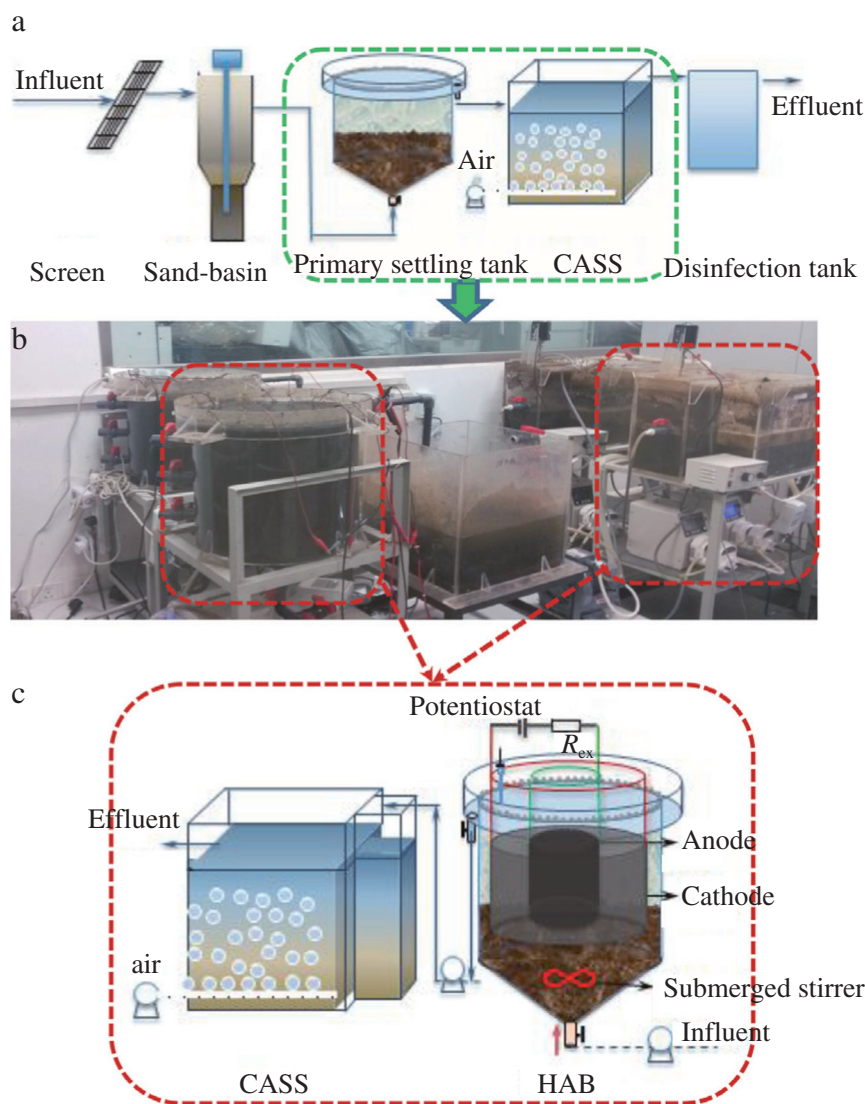 a
Influent
Air
Effluent
Screen
Sand-basin
Primary settling tank
CASS
Disinfection tank
b
c
Potentiostat
R_ex
Effluent
Anode
Cathode
air
Submerged stirrer
Influent
CASS
HAB